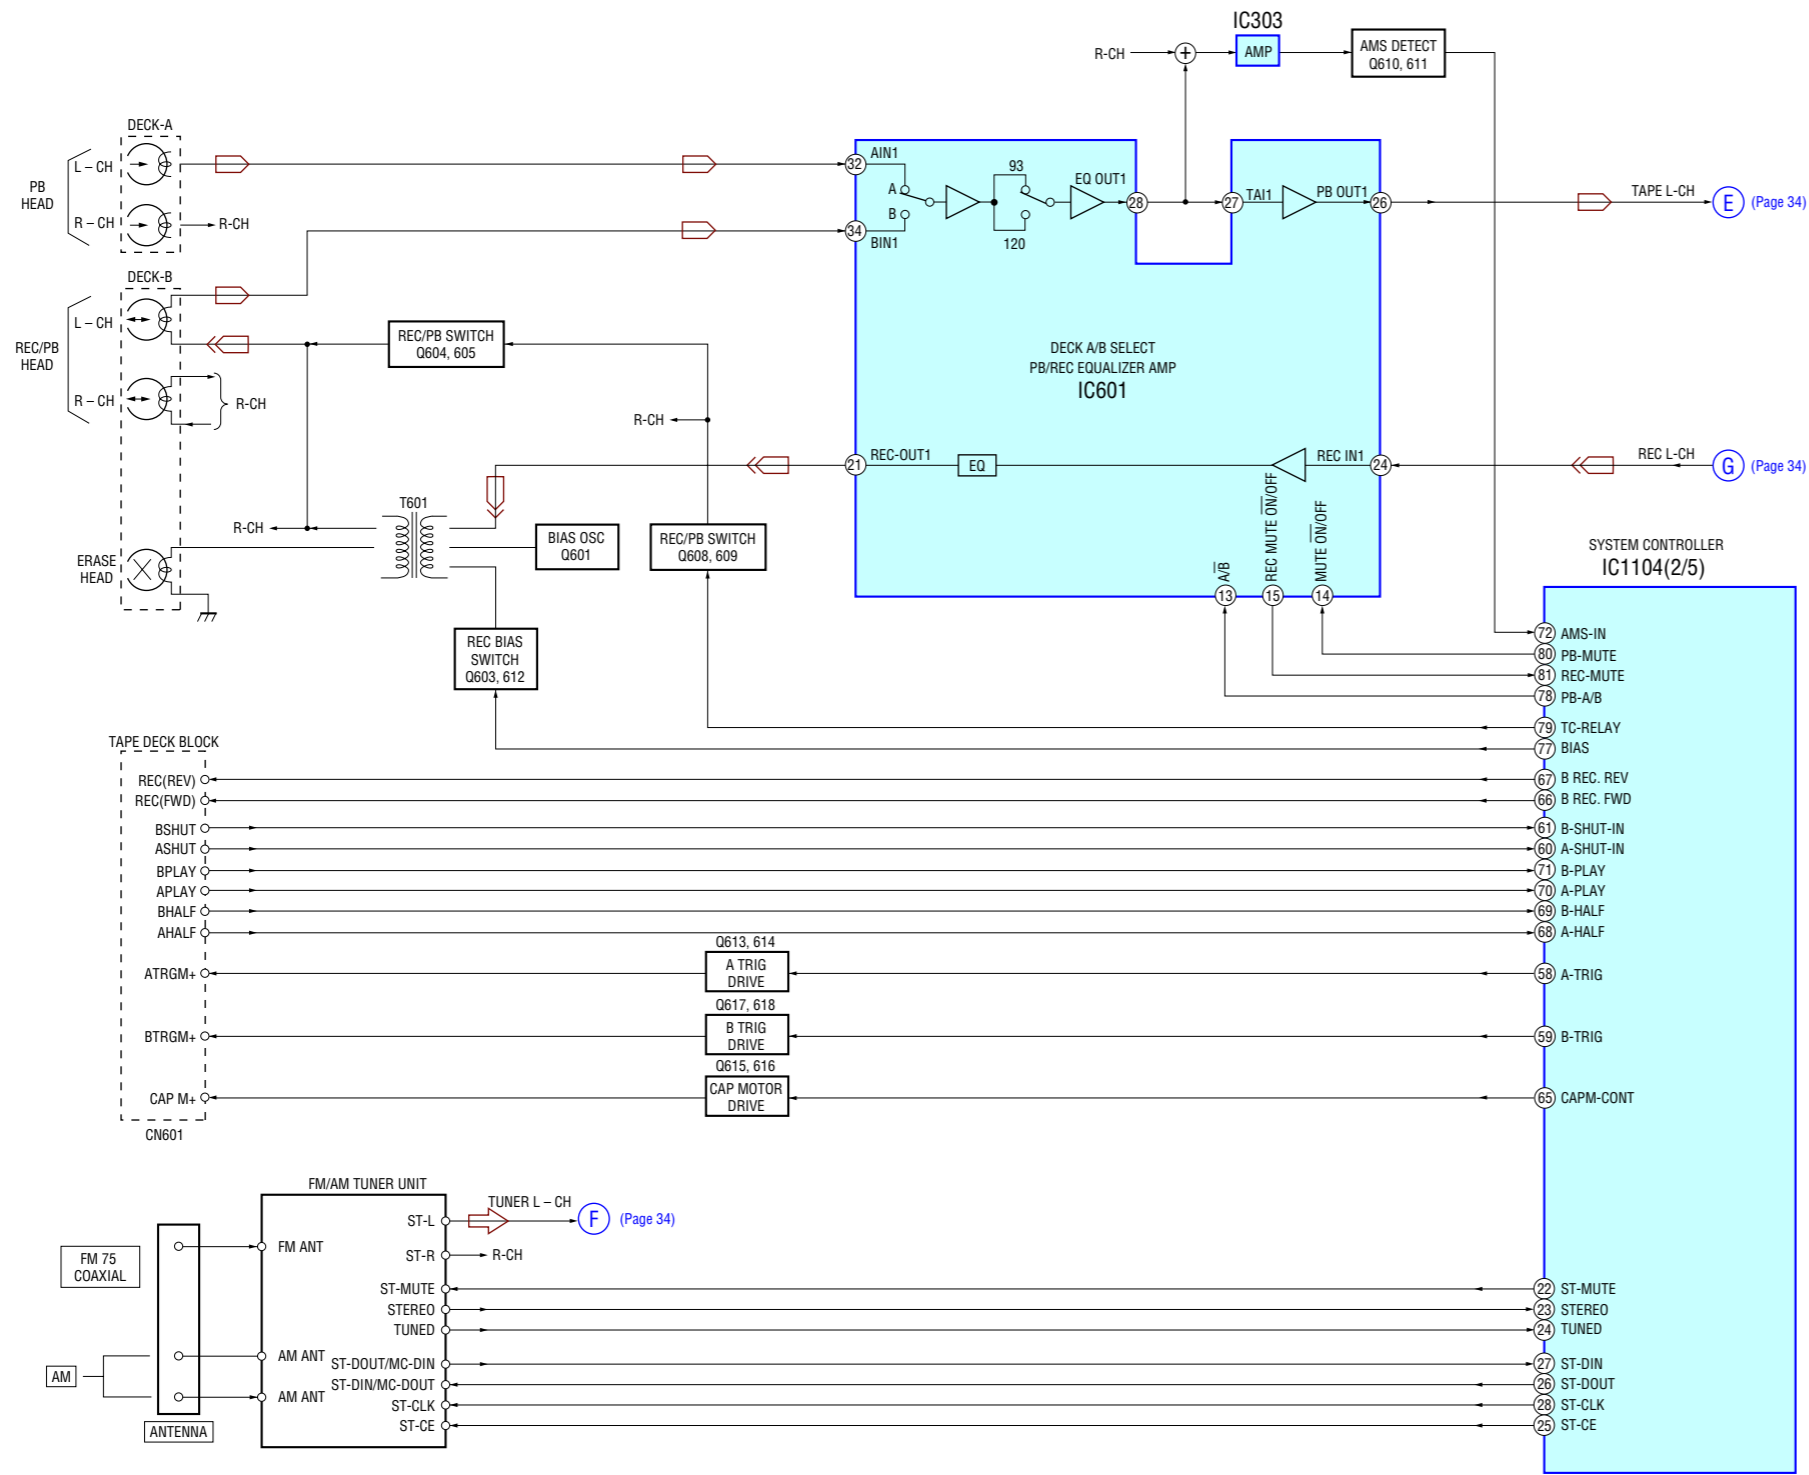 IC303
R-CH
+
AMP
AMS DETECT
Q610, 611
DECK-A
PB
HEAD
L – CH
R – CH
R-CH
32
AIN1
A
B
34
BIN1
93
120
EQ OUT1
28
27
TAI1
PB OUT1
26
TAPE L-CH
E
(Page 34)
DECK-B
REC/PB
HEAD
L – CH
R – CH
R-CH
REC/PB SWITCH
Q604, 605
DECK A/B SELECT
PB/REC EQUALIZER AMP
IC601
R-CH
21
REC-OUT1
EQ
REC IN1
24
REC L-CH
G
(Page 34)
T601
R-CH
BIAS OSC
Q601
REC/PB SWITCH
Q608, 609
ERASE
HEAD
A/B
REC MUTE ON/OFF
MUTE ON/OFF
13
15
14
REC BIAS
SWITCH
Q603, 612
SYSTEM CONTROLLER
IC1104(2/5)
72 AMS-IN
80 PB-MUTE
81 REC-MUTE
78 PB-A/B
79 TC-RELAY
77 BIAS
TAPE DECK BLOCK
REC(REV)
67 B REC. REV
REC(FWD)
66 B REC. FWD
BSHUT
61 B-SHUT-IN
ASHUT
60 A-SHUT-IN
BPLAY
71 B-PLAY
APLAY
70 A-PLAY
BHALF
69 B-HALF
AHALF
68 A-HALF
Q613, 614
ATRGM+
A TRIG
DRIVE
58 A-TRIG
Q617, 618
BTRGM+
B TRIG
DRIVE
59 B-TRIG
Q615, 616
CAP M+
CAP MOTOR
DRIVE
65 CAPM-CONT
CN601
FM/AM TUNER UNIT
FM 75
COAXIAL
AM
ANTENNA
FM ANT
AM ANT
AM ANT
ST-L
TUNER L – CH
F
(Page 34)
ST-R
R-CH
ST-MUTE
22 ST-MUTE
STEREO
23 STEREO
TUNED
24 TUNED
ST-DOUT/MC-DIN
27 ST-DIN
ST-DIN/MC-DOUT
26 ST-DOUT
ST-CLK
28 ST-CLK
ST-CE
25 ST-CE